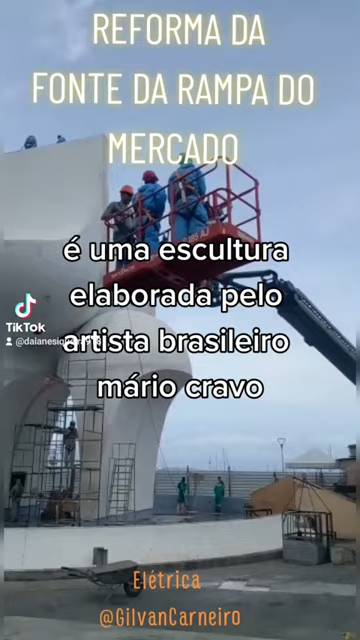 REFORMA DA
FONTE DA RAMPA DO
MERCADO
é uma escultura
elaborada pelo
artista brasileiro
mário cravo
TikTok
Elétrica
@GilvanCarneiro